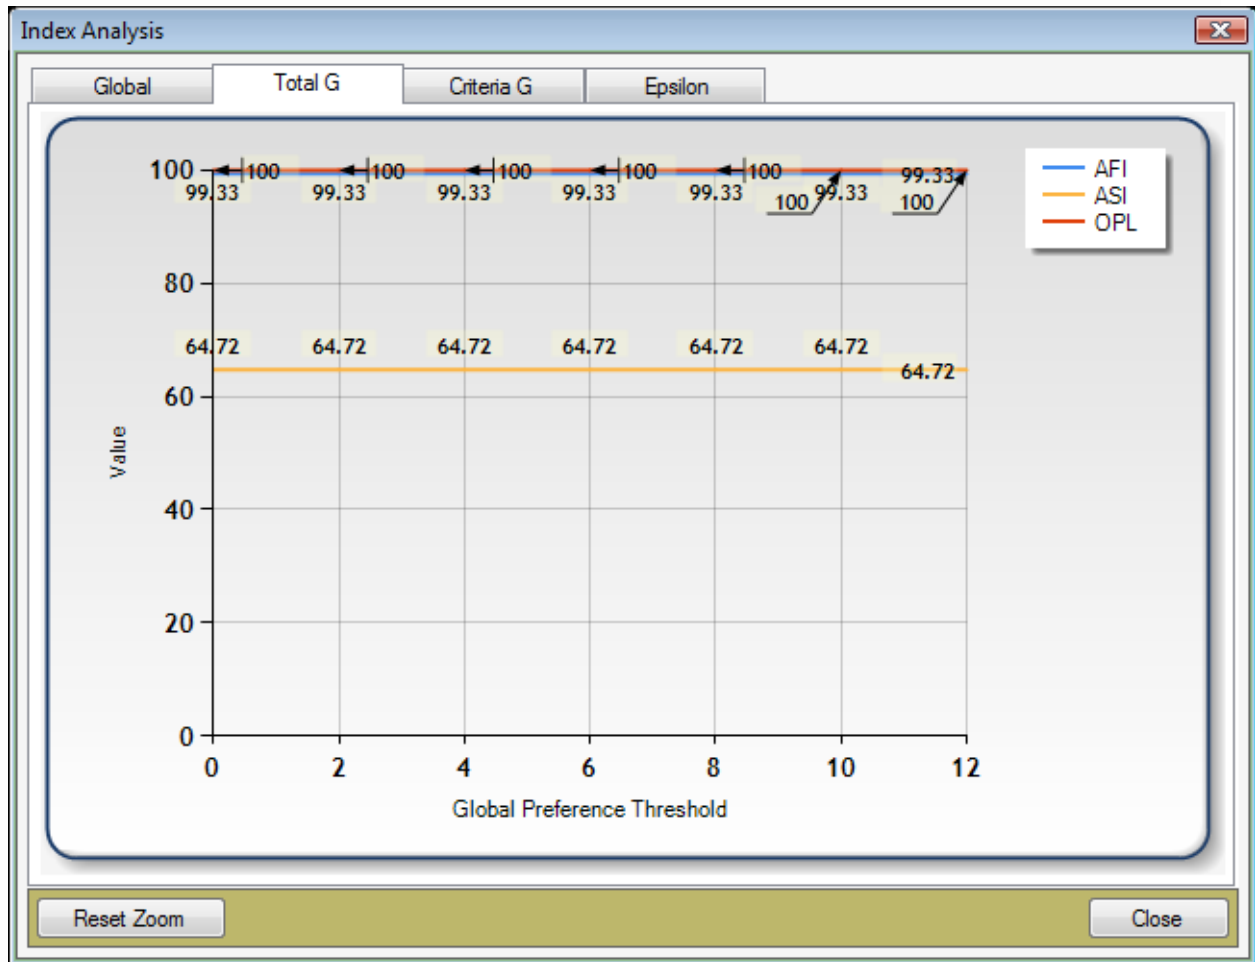 Index Analysis
Global
Total G
Criteria G
Epsilon
100
100
100
100
100
100
99.33
AFI
99.33
99.33
99.33
99.33
99.33
99.33
ASI
100
100
OPL
80
64.72
64.72
64.72
64.72
64.72
64.72
64.72
60
Value
40
20
0
0
2
4
6
8
10
12
Global Preference Threshold
Reset Zoom
Close